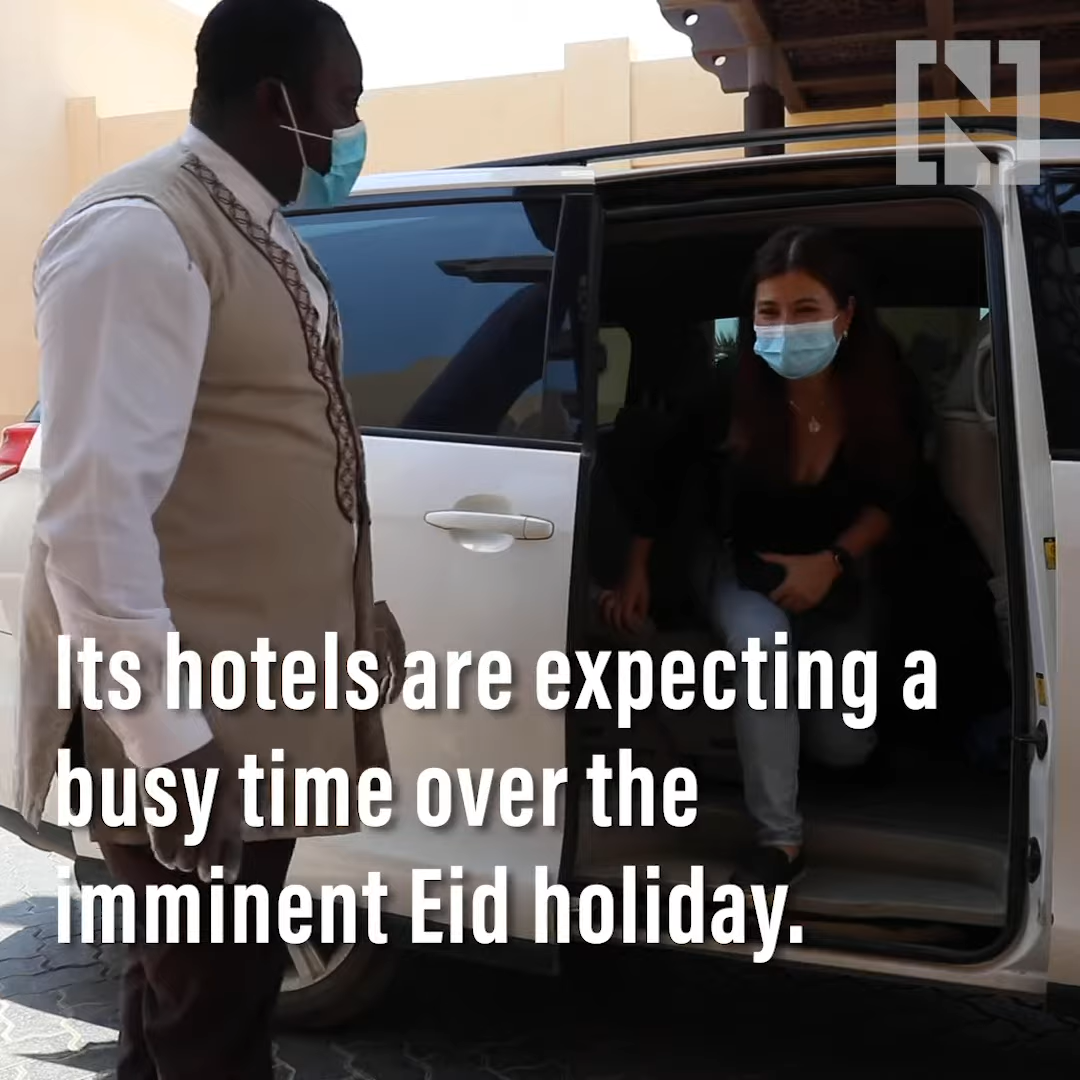 N
Its hotels are expecting a
busy time over the
imminent Eid holiday.